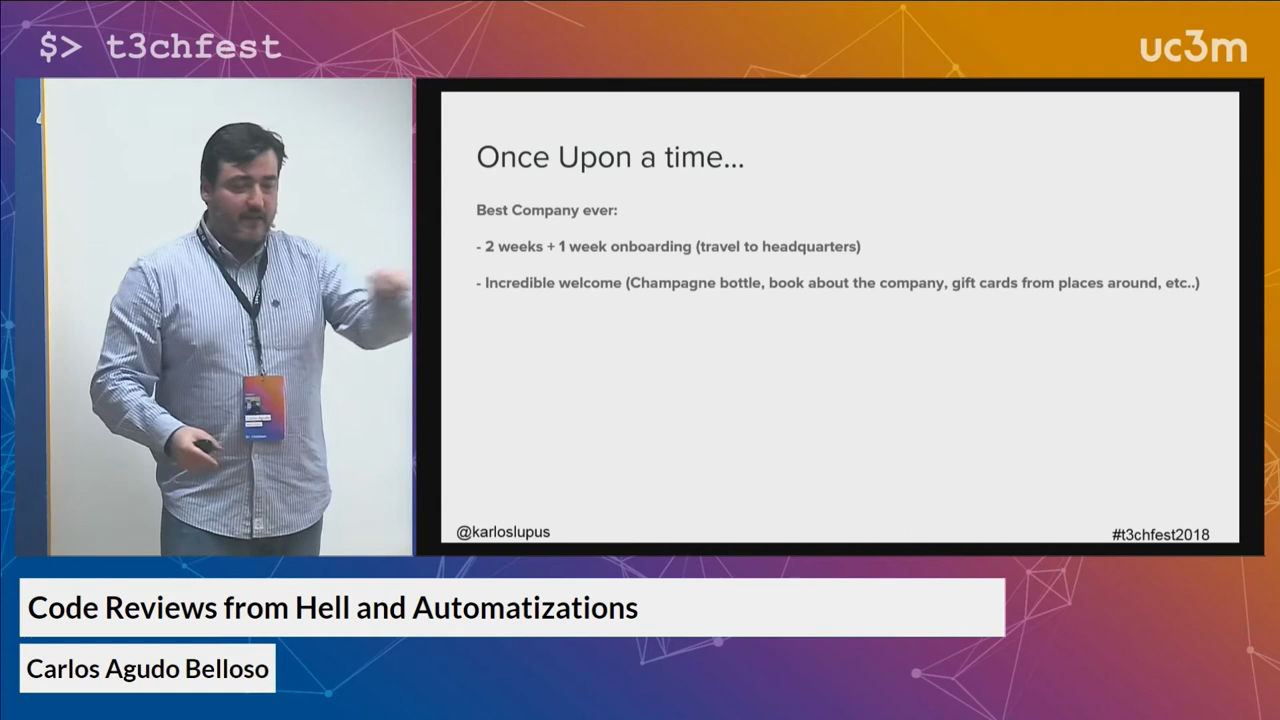 $> t3chfest
uc3m
Once Upon a time...
Best Company ever:
- 2 weeks + 1 week onboarding (travel to headquarters)
- Incredible welcome (Champagne bottle, book about the company, gift cards from places around, etc..)
@karloslupus
#t3chfest2018
Code Reviews from Hell and Automatizations
Carlos Agudo Belloso